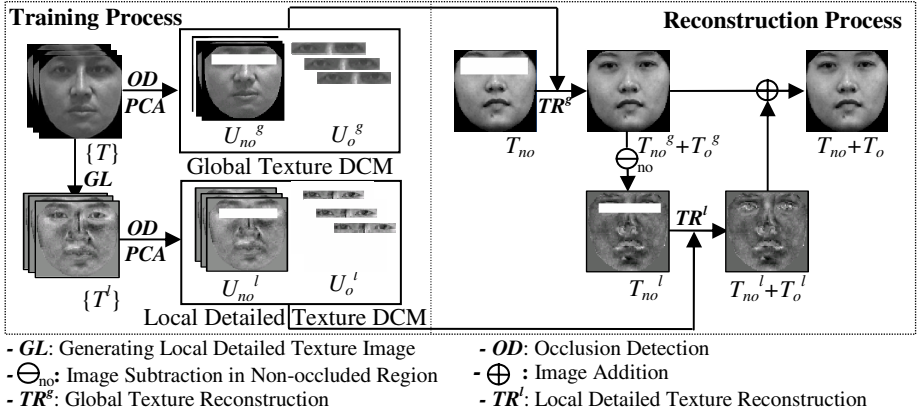 Training Process
Reconstruction Process
OD
PCA
U_no^g U_o^g
{T}
Global Texture DCM
GL
OD
PCA
U_no^l U_o^l
{T^l}
Local Detailed Texture DCM
T_no
TR^g
T_no^g+T_o^g
no
T_no+T_o
TR^l
T_no^l
T_no^l+T_o^l
- GL: Generating Local Detailed Texture Image
- OD: Occlusion Detection
- ⊖no: Image Subtraction in Non-occluded Region
- ⊕ : Image Addition
- TR^g: Global Texture Reconstruction
- TR^l: Local Detailed Texture Reconstruction